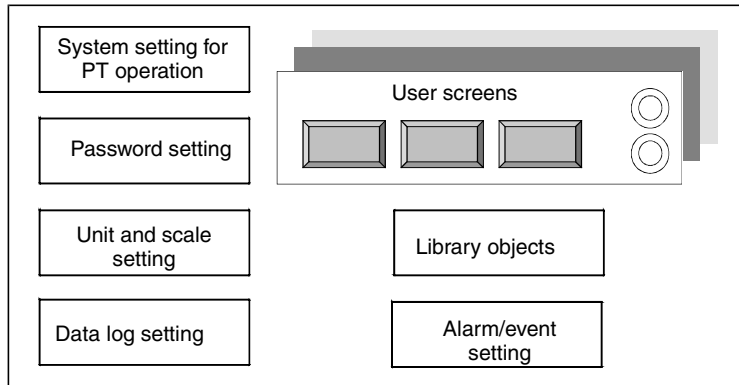 System setting for
PT operation
User screens
Password setting
Unit and scale
setting
Library objects
Data log setting
Alarm/event
setting